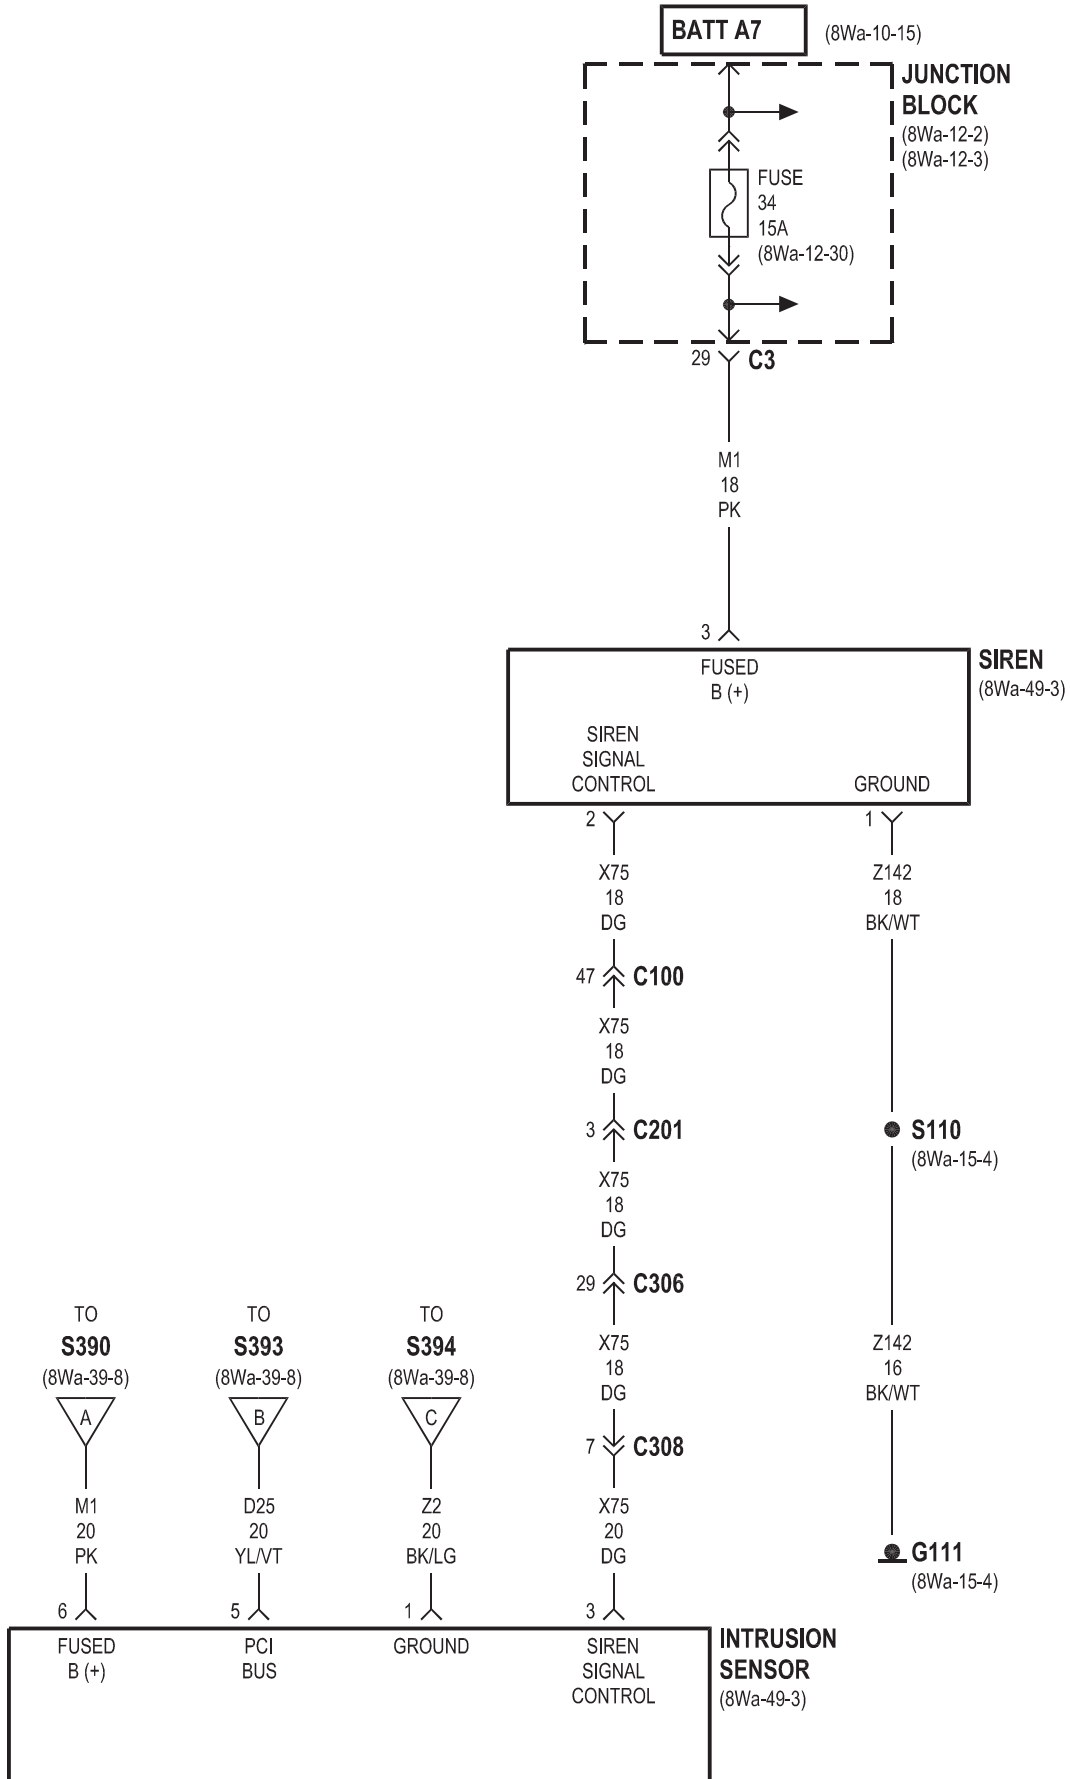 BATT A7
(8Wa-10-15)
JUNCTION
BLOCK
(8Wa-12-2)
(8Wa-12-3)
FUSE
34
15A
(8Wa-12-30)
29
C3
M1
18
PK
3
FUSED
B (+)
SIREN
(8Wa-49-3)
SIREN
SIGNAL
CONTROL
GROUND
2
1
X75
18
DG
Z142
18
BK/WT
47
C100
X75
18
DG
3
C201
S110
(8Wa-15-4)
X75
18
DG
29
C306
TO
S390
(8Wa-39-8)
A
TO
S393
(8Wa-39-8)
B
TO
S394
(8Wa-39-8)
C
X75
18
DG
Z142
16
BK/WT
7
C308
M1
20
PK
D25
20
YL/VT
Z2
20
BK/LG
X75
20
DG
G111
(8Wa-15-4)
6
5
1
3
FUSED
B (+)
PCI
BUS
GROUND
SIREN
SIGNAL
CONTROL
INTRUSION
SENSOR
(8Wa-49-3)